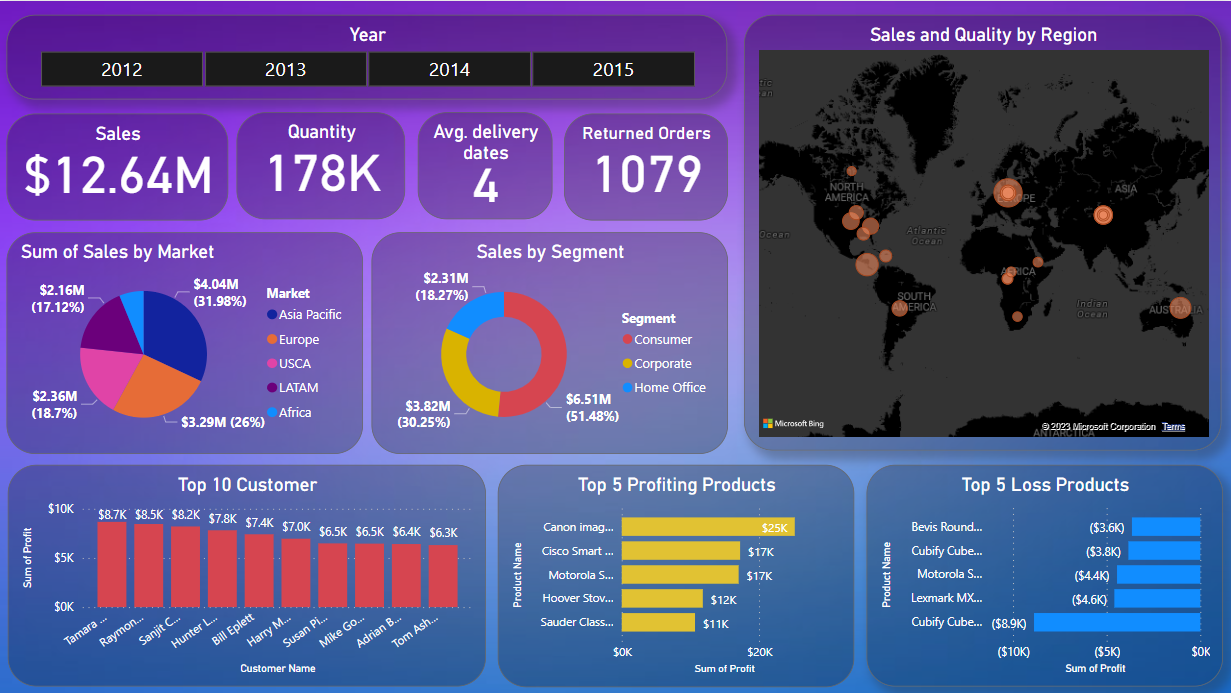 Year
2012 2013 2014 2015
Sales
$12.64M
Quantity
178K
Avg. delivery
dates
4
Returned Orders
1079
Sales and Quality by Region
NORTH
AMERICA
EUROPE
ASIA
Atlantic
Ocean
Ocean
AFRICA
SOUTH
AMERICA
Indian
Ocean
AUSTRALIA
ANTARCTICA
Microsoft Bing
© 2023 Microsoft Corporation Terms
Sum of Sales by Market
$4.04M
(31.98%)
$3.29M (26%)
$2.36M
(18.7%)
$2.16M
(17.12%)
Market
Asia Pacific
Europe
USCA
LATAM
Africa
Sales by Segment
$2.31M
(18.27%)
$3.82M
(30.25%)
$6.51M
(51.48%)
Segment
Consumer
Corporate
Home Office
Top 10 Customer
Sum of Profit
$10K
$5K
$0K
$8.7K $8.5K $8.2K $7.8K $7.4K $7.0K $6.5K $6.5K $6.4K $6.3K
Tamara ... Raymon... Sanjit C... Hunter L... Bill Eplett Harry M... Susan Pi... Mike Go... Adrian B... Tom Ash...
Customer Name
Top 5 Profiting Products
Product Name
Canon imag... $25K
Cisco Smart ... $17K
Motorola S... $17K
Hoover Stov... $12K
Sauder Class... $11K
$0K $20K
Sum of Profit
Top 5 Loss Products
Product Name
Bevis Round... ($3.6K)
Cubify Cube... ($3.8K)
Motorola S... ($4.4K)
Lexmark MX... ($4.6K)
Cubify Cube... ($8.9K)
($10K) ($5K) $0K
Sum of Profit